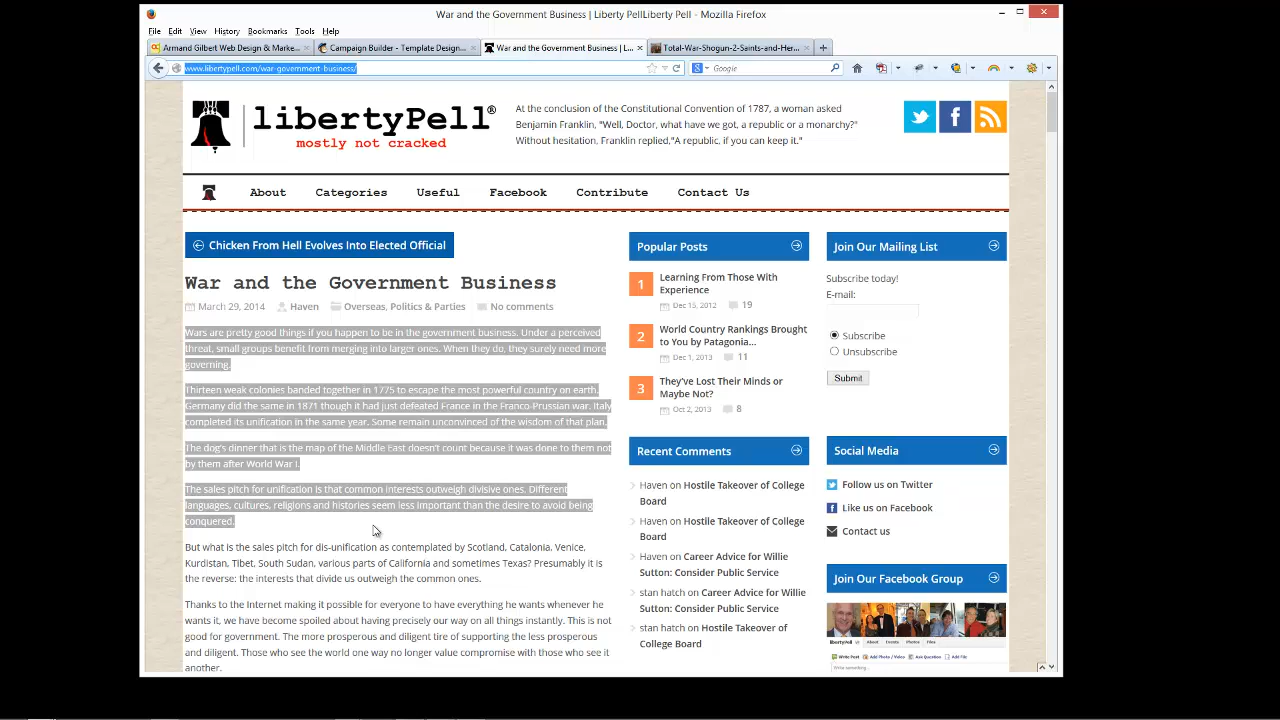 War and the Government Business | Liberty PellLiberty Pell - Mozilla Firefox
File Edit View History Bookmarks Tools Help
Armand Gilbert Web Design & Marke...
Campaign Builder - Template Design...
War and the Government Business | L...
Total-War-Shogun-2-Saints-and-Her...
www.libertypell.com/war-government-business/
Google
libertyPell®
mostly not cracked
At the conclusion of the Constitutional Convention of 1787, a woman asked
Benjamin Franklin, "Well, Doctor, what have we got, a republic or a monarchy?"
Without hesitation, Franklin replied,"A republic, if you can keep it."
About Categories Useful Facebook Contribute Contact Us
Chicken From Hell Evolves Into Elected Official
War and the Government Business
March 29, 2014 Haven Overseas, Politics & Parties No comments
Wars are pretty good things if you happen to be in the government business. Under a perceived
threat, small groups benefit from merging into larger ones. When they do, they surely need more
governing.
Thirteen weak colonies banded together in 1775 to escape the most powerful country on earth.
Germany did the same in 1871 though it had just defeated France in the Franco-Prussian war. Italy
completed its unification in the same year. Some remain unconvinced of the wisdom of that plan.
The dog's dinner that is the map of the Middle East doesn't count because it was done to them not
by them after World War I.
The sales pitch for unification is that common interests outweigh divisive ones. Different
languages, cultures, religions and histories seem less important than the desire to avoid being
conquered.
But what is the sales pitch for dis-unification as contemplated by Scotland, Catalonia, Venice,
Kurdistan, Tibet, South Sudan, various parts of California and sometimes Texas? Presumably it is
the reverse: the interests that divide us outweigh the common ones.
Thanks to the Internet making it possible for everyone to have everything he wants whenever he
wants it, we have become spoiled about having precisely our way on all things instantly. This is not
good for government. The more prosperous and diligent tire of supporting the less prosperous
and diligent. Those who see the world one way no longer value compromise with those who see it
another.
Popular Posts
1 Learning From Those With
Experience
Dec 15, 2012 19
2 World Country Rankings Brought
to You by Patagonia...
Dec 1, 2013 11
3 They've Lost Their Minds or
Maybe Not?
Oct 2, 2013 8
Recent Comments
Haven on Hostile Takeover of College
Board
Haven on Hostile Takeover of College
Board
Haven on Career Advice for Willie
Sutton: Consider Public Service
stan hatch on Career Advice for Willie
Sutton: Consider Public Service
stan hatch on Hostile Takeover of
College Board
Join Our Mailing List
Subscribe today!
E-mail:
Subscribe
Unsubscribe
Submit
Social Media
Follow us on Twitter
Like us on Facebook
Contact us
Join Our Facebook Group
libertyPell
About Events Photos Files
Write Post Add Photo / Video Ask Question Add File
Write something...